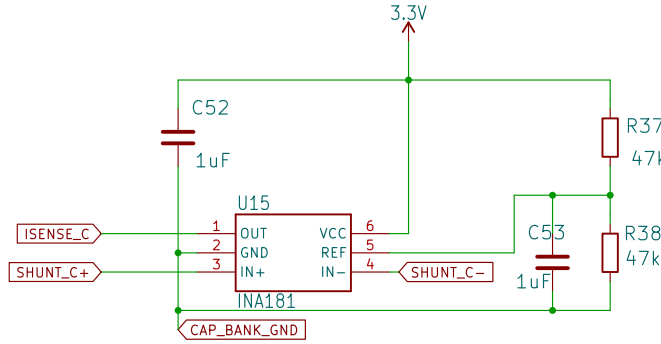 3.3V
C52
1uF
R37
47k
U15
ISENSE_C
1
OUT
VCC
6
2
GND
REF
5
SHUNT_C+
3
IN+
IN-
4
SHUNT_C-
INA181
C53
1uF
R38
47k
CAP_BANK_GND